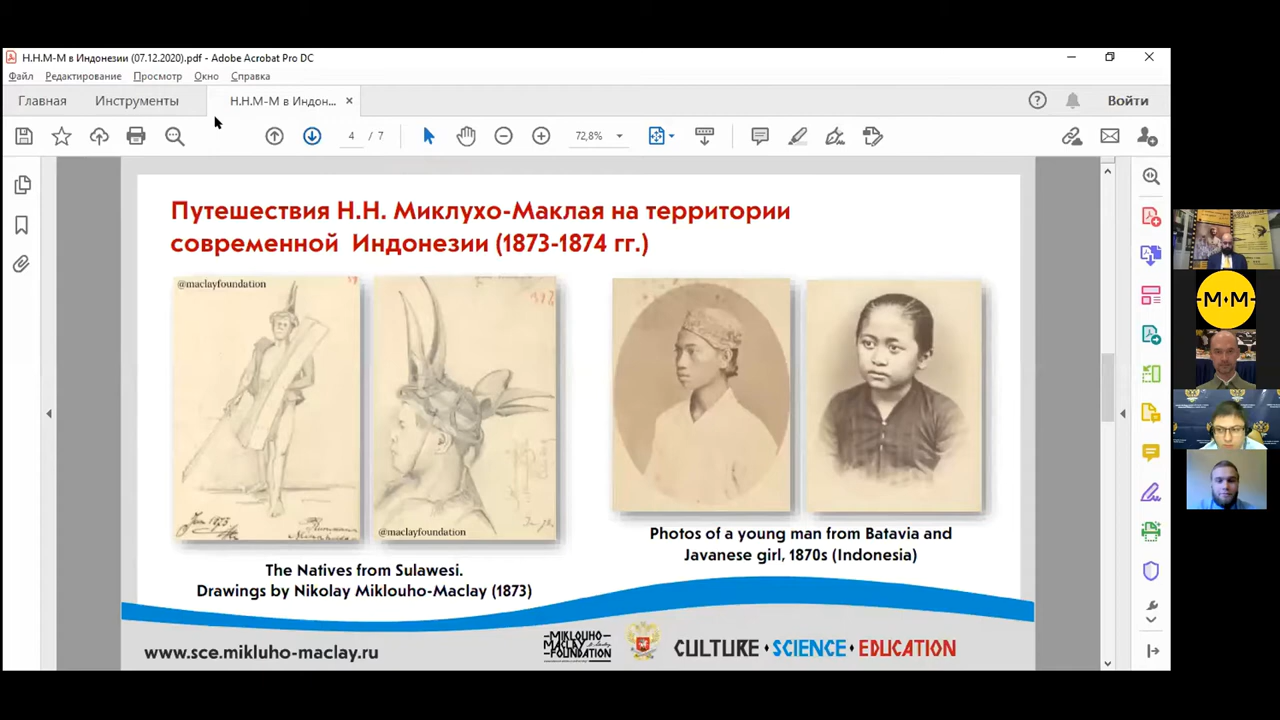 Н.Н.М-М в Индонезии (07.12.2020).pdf - Adobe Acrobat Pro DC
Файл Редактирование Просмотр Окно Справка
Главная Инструменты Н.Н.М-М в Индон... Войти
4 / 7 72,8%
Путешествия Н.Н. Миклухо-Маклая на территории
современной Индонезии (1873-1874 гг.)
@maclayfoundation
@maclayfoundation
Photos of a young man from Batavia and
Javanese girl, 1870s (Indonesia)
The Natives from Sulawesi.
Drawings by Nikolay Miklouho-Maclay (1873)
www.sce.mikluho-maclay.ru
MIKLOUHO
MACLAY
FOUNDATION
CULTURE • SCIENCE • EDUCATION
M•M